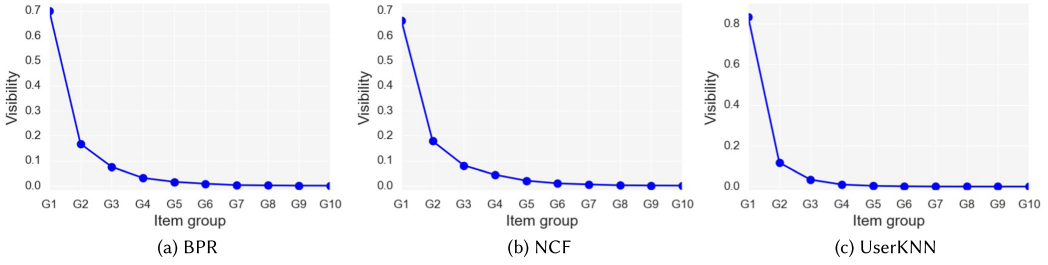 0.7
0.6
0.5
0.4
0.3
0.2
0.1
0.0
Visibility
G1 G2 G3 G4 G5 G6 G7 G8 G9 G10
Item group
(a) BPR
0.7
0.6
0.5
0.4
0.3
0.2
0.1
0.0
Visibility
G1 G2 G3 G4 G5 G6 G7 G8 G9 G10
Item group
(b) NCF
0.8
0.6
0.4
0.2
0.0
Visibility
G1 G2 G3 G4 G5 G6 G7 G8 G9 G10
Item group
(c) UserKNN